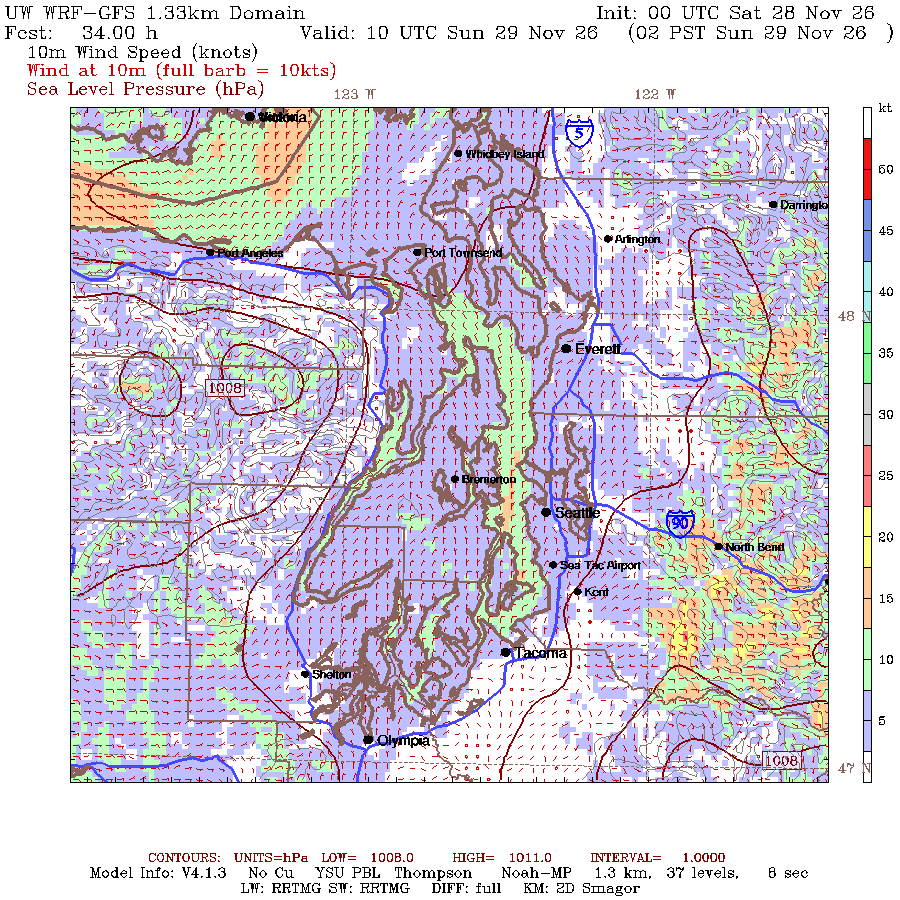 UW WRF-GFS 1.33km Domain Init: 00 UTC Sat 28 Nov 26
Fcst: 34.00 h Valid: 10 UTC Sun 29 Nov 26 (02 PST Sun 29 Nov 26 )
10m Wind Speed (knots)
Wind at 10m (full barb = 10kts)
Sea Level Pressure (hPa)
123 W 122 W
kt
Victoria
5
Whidbey Island
60
Darringto
45
Arlington
Port Angeles
Port Townsend
40
48 N
Everett
35
1008
30
Bremerton
25
Seattle
90
20
North Bend
Sea Tac Airport
Kent
15
Tacoma
10
Shelton
5
Olympia
1008
47 N
CONTOURS: UNITS=hPa LOW= 1008.0 HIGH= 1011.0 INTERVAL= 1.0000
Model Info: V4.1.3 No Cu YSU PBL Thompson Noah-MP 1.3 km, 37 levels, 8 sec
LW: RRTMG SW: RRTMG DIFF: full KM: 2D Smagor